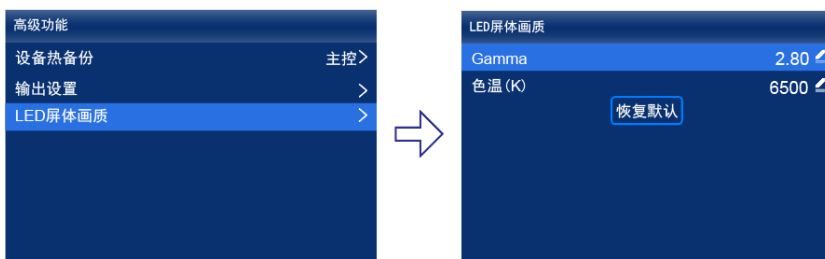 高级功能
设备热备份 主控>
输出设置 >
LED屏体画质 >
LED屏体画质
Gamma 2.80
色温(K) 6500
恢复默认